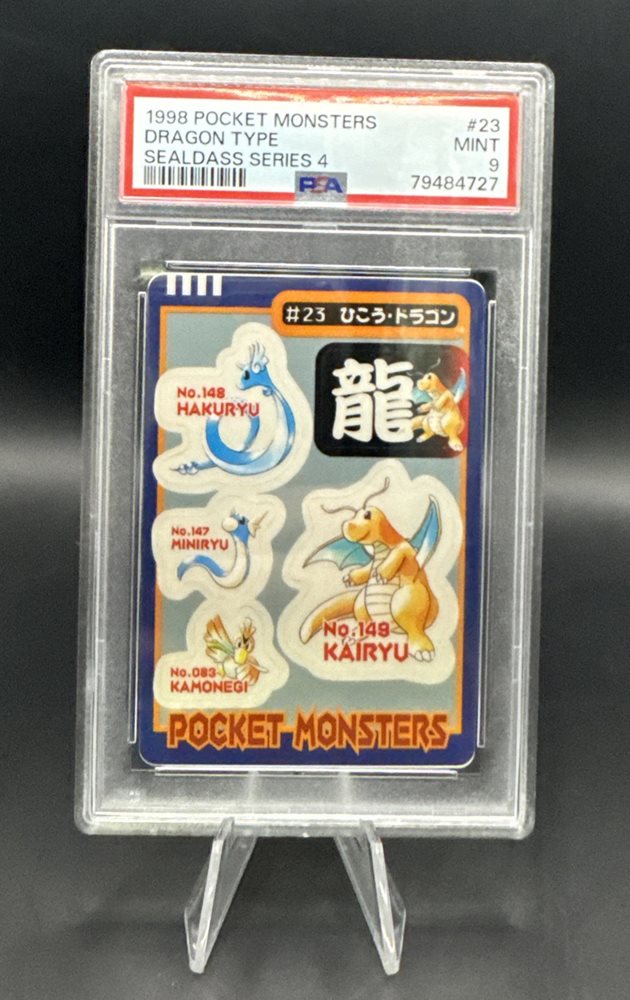 1998 POCKET MONSTERS #23
DRAGON TYPE MINT
SEALDASS SERIES 4 9
PSA 79484727
#23 ひこう・ドラゴン
龍
No.148
HAKURYU
No.147
MINIRYU
No.149
KAIRYU
No.083
KAMONEGI
POCKET MONSTERS